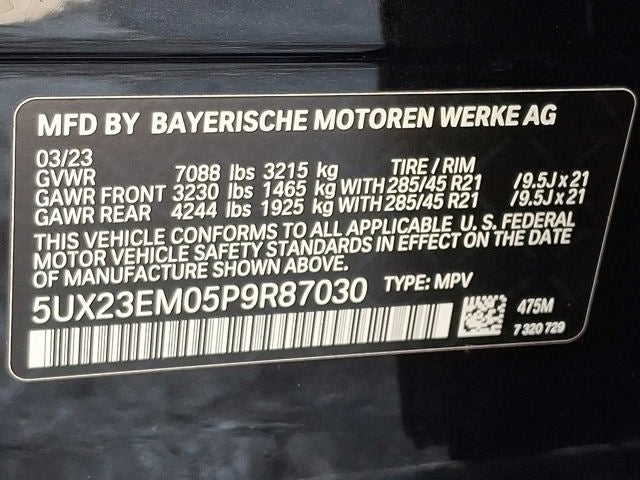 MFD BY BAYERISCHE MOTOREN WERKE AG
03/23
GVWR 7088 lbs 3215 kg TIRE / RIM
GAWR FRONT 3230 lbs 1465 kg WITH 285/45 R21 /9.5J x 21
GAWR REAR 4244 lbs 1925 kg WITH 285/45 R21 /9.5J x 21
THIS VEHICLE CONFORMS TO ALL APPLICABLE U. S. FEDERAL
MOTOR VEHICLE SAFETY STANDARDS IN EFFECT ON THE DATE
OF MANUFACTURE SHOWN ABOVE.
5UX23EM05P9R87030 TYPE: MPV
475M
7 320 729